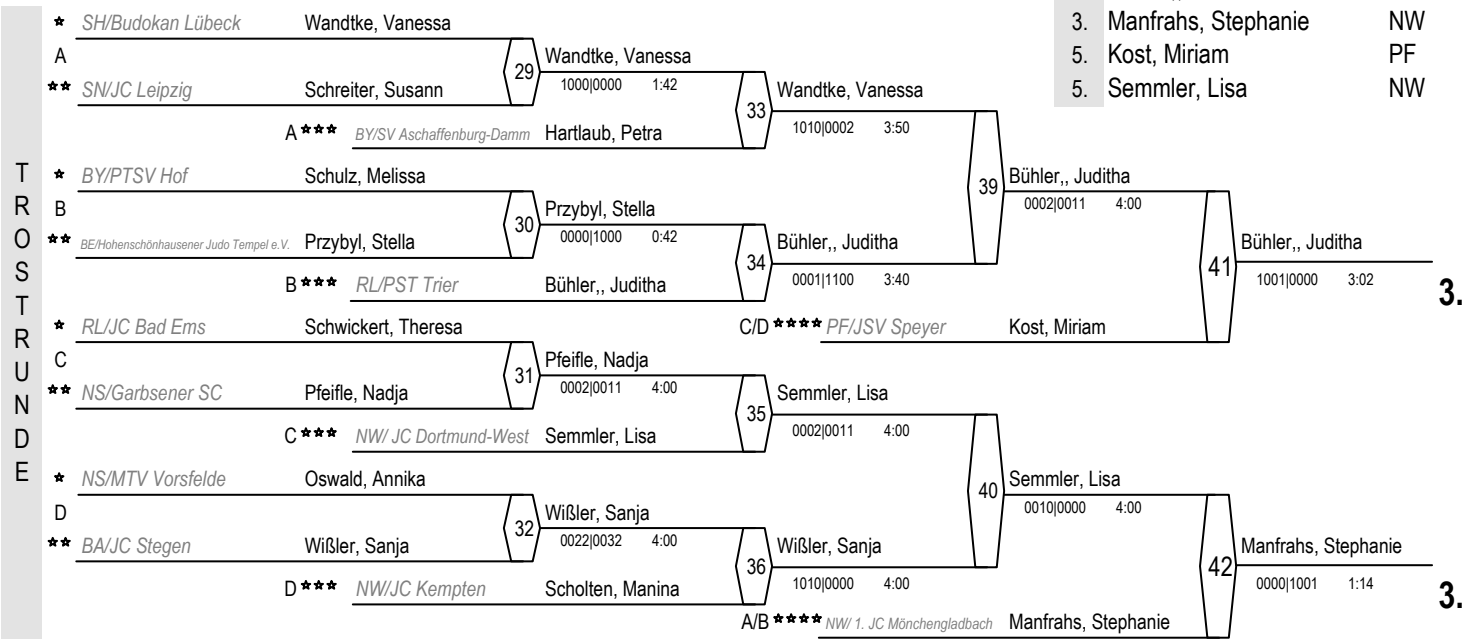 3. Manfrahs, Stephanie NW
5. Kost, Miriam PF
5. Semmler, Lisa NW
TROSTRUNDE
* SH/Budokan Lübeck Wandtke, Vanessa
A
29 Wandtke, Vanessa
1000|0000 1:42
** SN/JC Leipzig Schreiter, Susann
33 Wandtke, Vanessa
1010|0002 3:50
A *** BY/SV Aschaffenburg-Damm Hartlaub, Petra
* BY/PTSV Hof Schulz, Melissa
39 Bühler,, Juditha
0002|0011 4:00
B
30 Przybyl, Stella
0000|1000 0:42
** BE/Hohenschönhausener Judo Tempel e.V. Przybyl, Stella
34 Bühler,, Juditha
0001|1100 3:40
41 Bühler,, Juditha
1001|0000 3:02
3.
B *** RL/PST Trier Bühler,, Juditha
* RL/JC Bad Ems Schwickert, Theresa
C/D **** PF/JSV Speyer Kost, Miriam
C
31 Pfeifle, Nadja
0002|0011 4:00
** NS/Garbsener SC Pfeifle, Nadja
35 Semmler, Lisa
0002|0011 4:00
C *** NW/ JC Dortmund-West Semmler, Lisa
* NS/MTV Vorsfelde Oswald, Annika
40 Semmler, Lisa
0010|0000 4:00
D
32 Wißler, Sanja
0022|0032 4:00
** BA/JC Stegen Wißler, Sanja
36 Wißler, Sanja
1010|0000 4:00
42 Manfrahs, Stephanie
0000|1001 1:14
3.
D *** NW/JC Kempten Scholten, Manina
A/B **** NW/ 1. JC Mönchengladbach Manfrahs, Stephanie